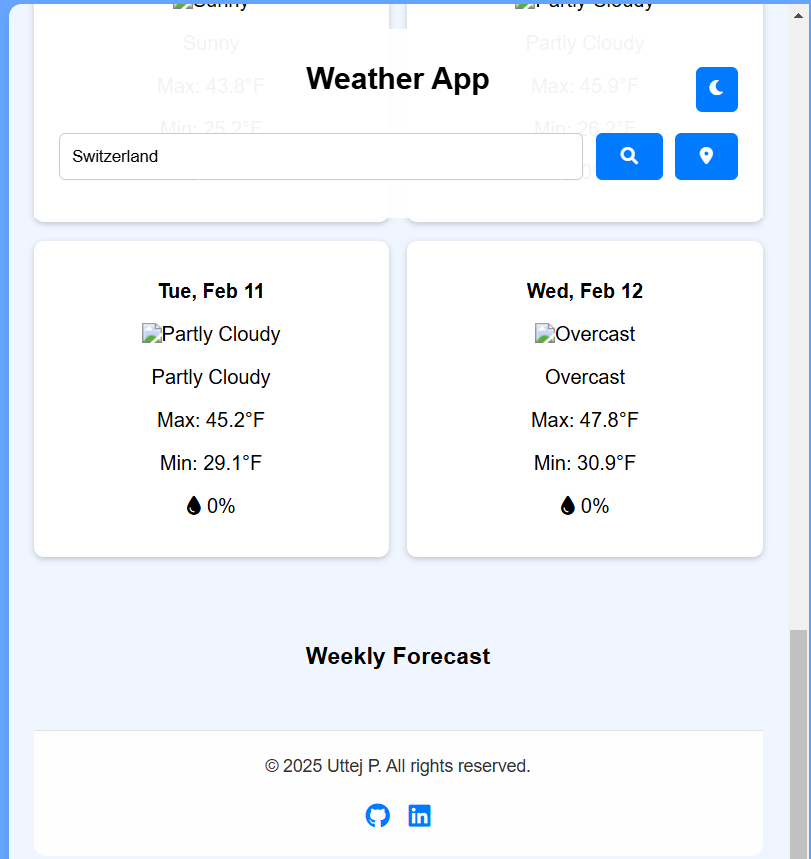 Sunny
Partly Cloudy
Sunny
Partly Cloudy
Max: 43.8°F
Max: 45.9°F
Min: 25.2°F
Min: 26.2°F
Weather App
Switzerland
Tue, Feb 11
Wed, Feb 12
Partly Cloudy
Overcast
Partly Cloudy
Overcast
Max: 45.2°F
Max: 47.8°F
Min: 29.1°F
Min: 30.9°F
0%
0%
Weekly Forecast
© 2025 Uttej P. All rights reserved.